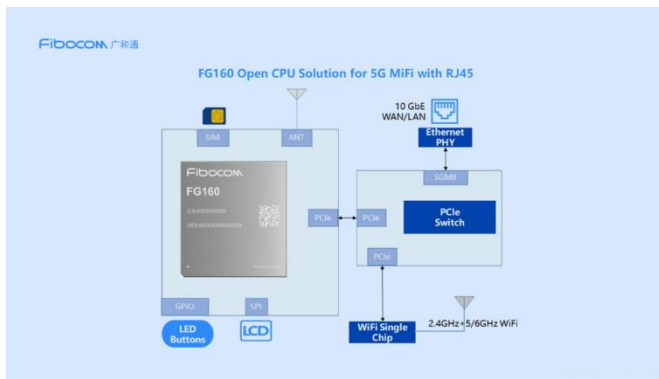 Fibocom 广和通
FG160 Open CPU Solution for 5G MiFi with RJ45
10 GbE
WAN/LAN
Ethernet
PHY
SIM
ANT
SGMII
Fibocom
FG160
PCIe
PCIe
PCIe
Switch
PCIe
GPIO
SPI
LED
Buttons
LCD
WiFi Single
Chip
2.4GHz+5/6GHz WiFi